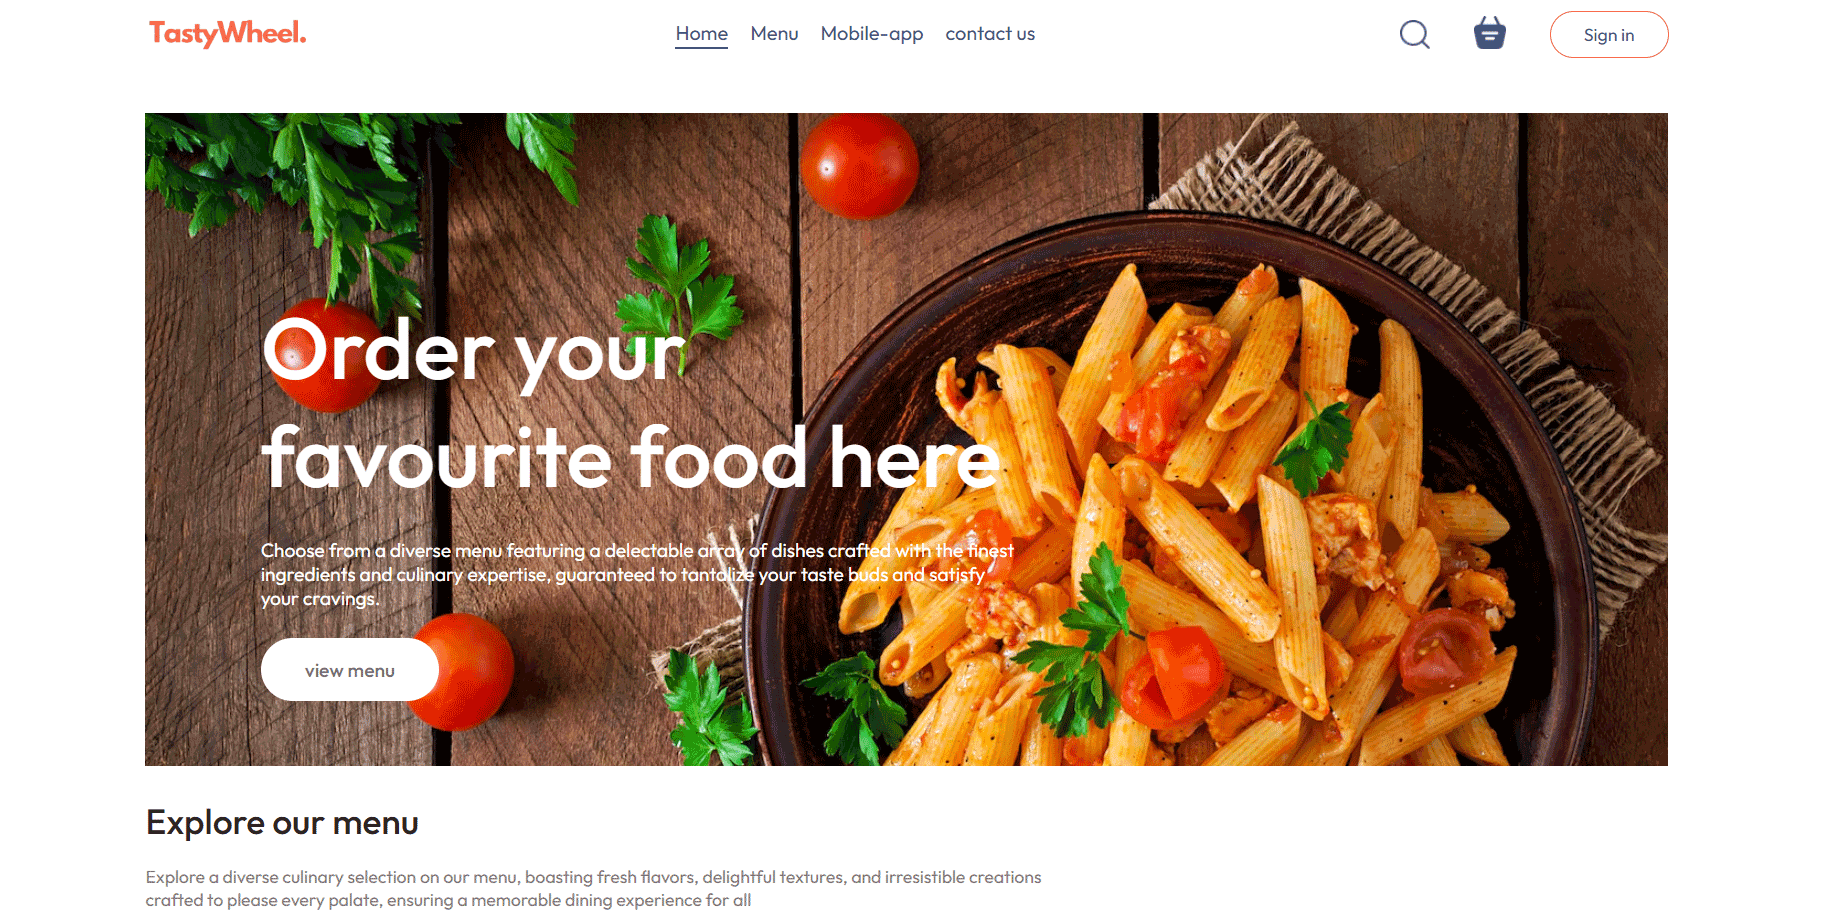 TastyWheel.
Home Menu Mobile-app contact us
Sign in
Order your
favourite food here
Choose from a diverse menu featuring a delectable array of dishes crafted with the finest
ingredients and culinary expertise, guaranteed to tantalize your taste buds and satisfy
your cravings.
view menu
Explore our menu
Explore a diverse culinary selection on our menu, boasting fresh flavors, delightful textures, and irresistible creations
crafted to please every palate, ensuring a memorable dining experience for all